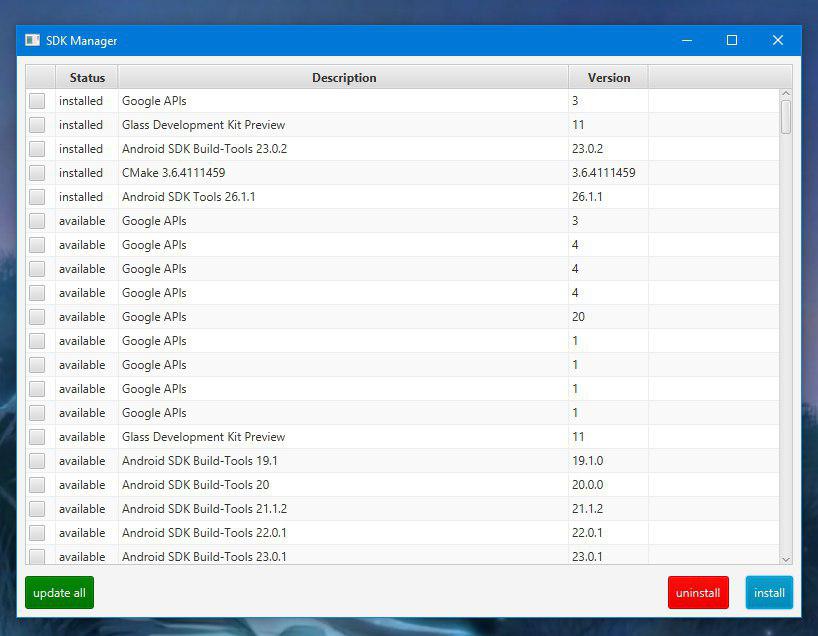 SDK Manager
Status Description Version
installed Google APIs 3
installed Glass Development Kit Preview 11
installed Android SDK Build-Tools 23.0.2 23.0.2
installed CMake 3.6.4111459 3.6.4111459
installed Android SDK Tools 26.1.1 26.1.1
available Google APIs 3
available Google APIs 4
available Google APIs 4
available Google APIs 4
available Google APIs 20
available Google APIs 1
available Google APIs 1
available Google APIs 1
available Google APIs 1
available Glass Development Kit Preview 11
available Android SDK Build-Tools 19.1 19.1.0
available Android SDK Build-Tools 20 20.0.0
available Android SDK Build-Tools 21.1.2 21.1.2
available Android SDK Build-Tools 22.0.1 22.0.1
available Android SDK Build-Tools 23.0.1 23.0.1
update all uninstall install